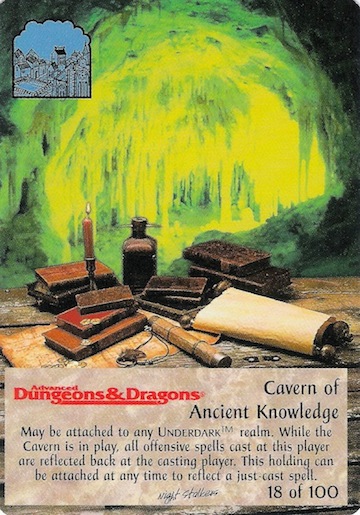 Advanced
Dungeons&Dragons®
Cavern of
Ancient Knowledge
May be attached to any UNDERDARK™ realm. While the
Cavern is in play, all offensive spells cast at this player
are reflected back at the casting player. This holding can
be attached at any time to reflect a just-cast spell.
Night Stalkers
18 of 100